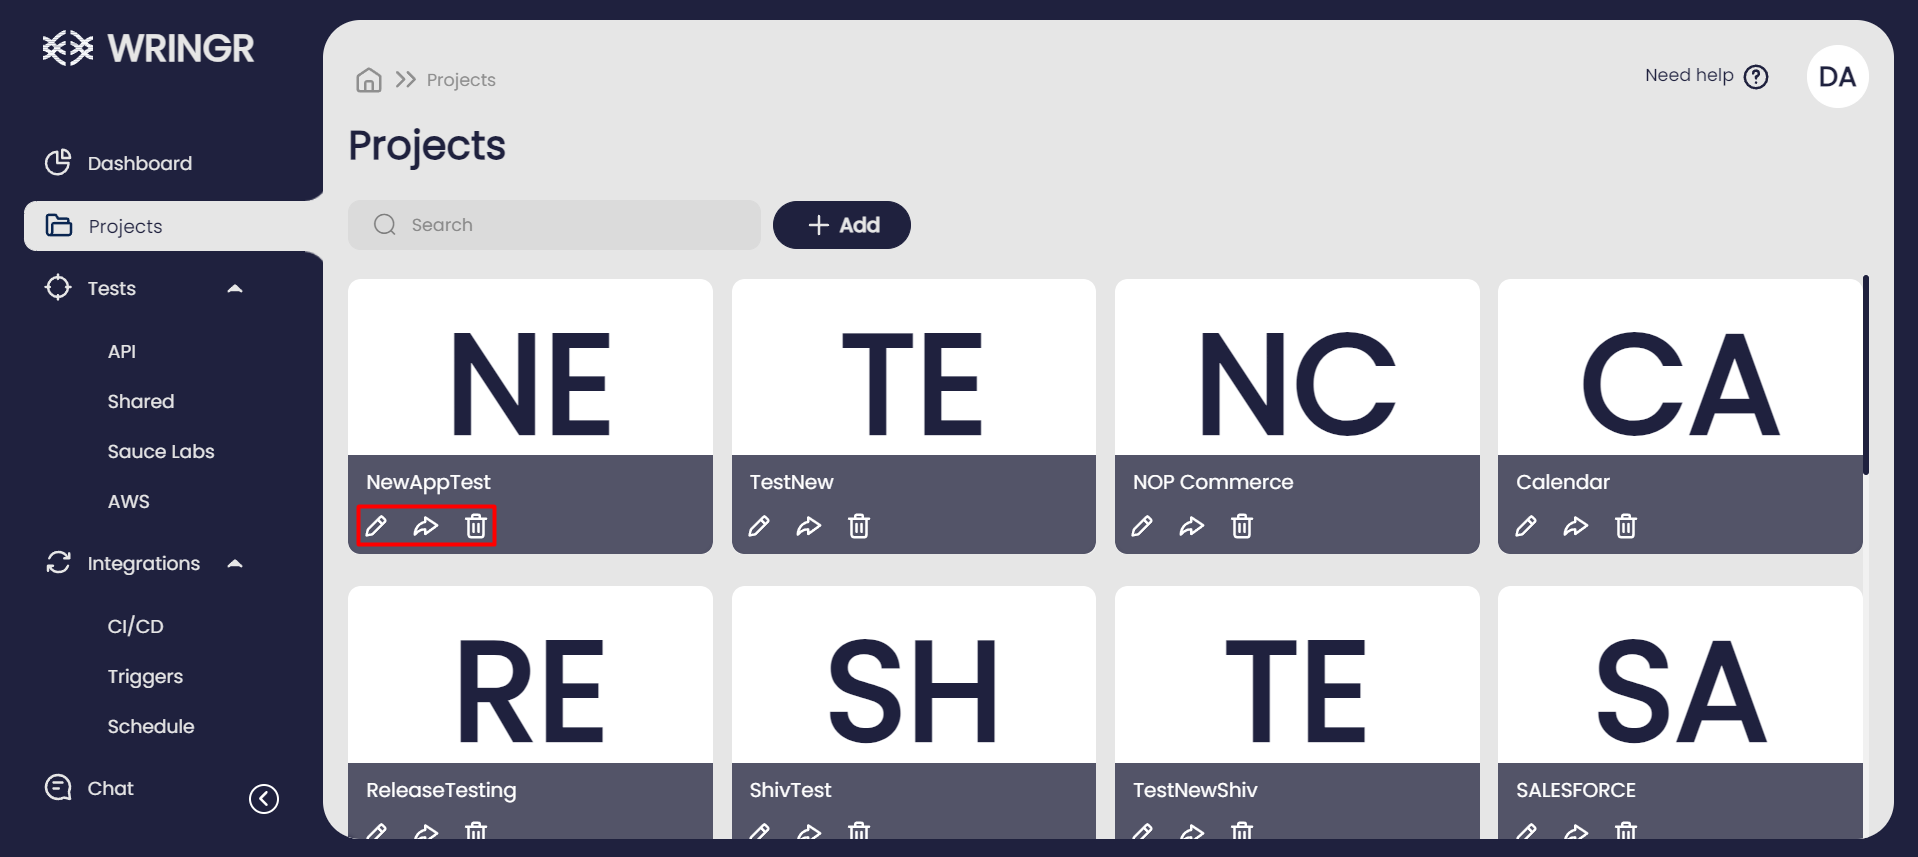 WRINGR
Dashboard
Projects
Tests
API
Shared
Sauce Labs
AWS
Integrations
CI/CD
Triggers
Schedule
Chat
Projects
Need help ?
DA
Projects
Search
+ Add
NE
NewAppTest
TE
TestNew
NC
NOP Commerce
CA
Calendar
RE
ReleaseTesting
SH
ShivTest
TE
TestNewShiv
SA
SALESFORCE